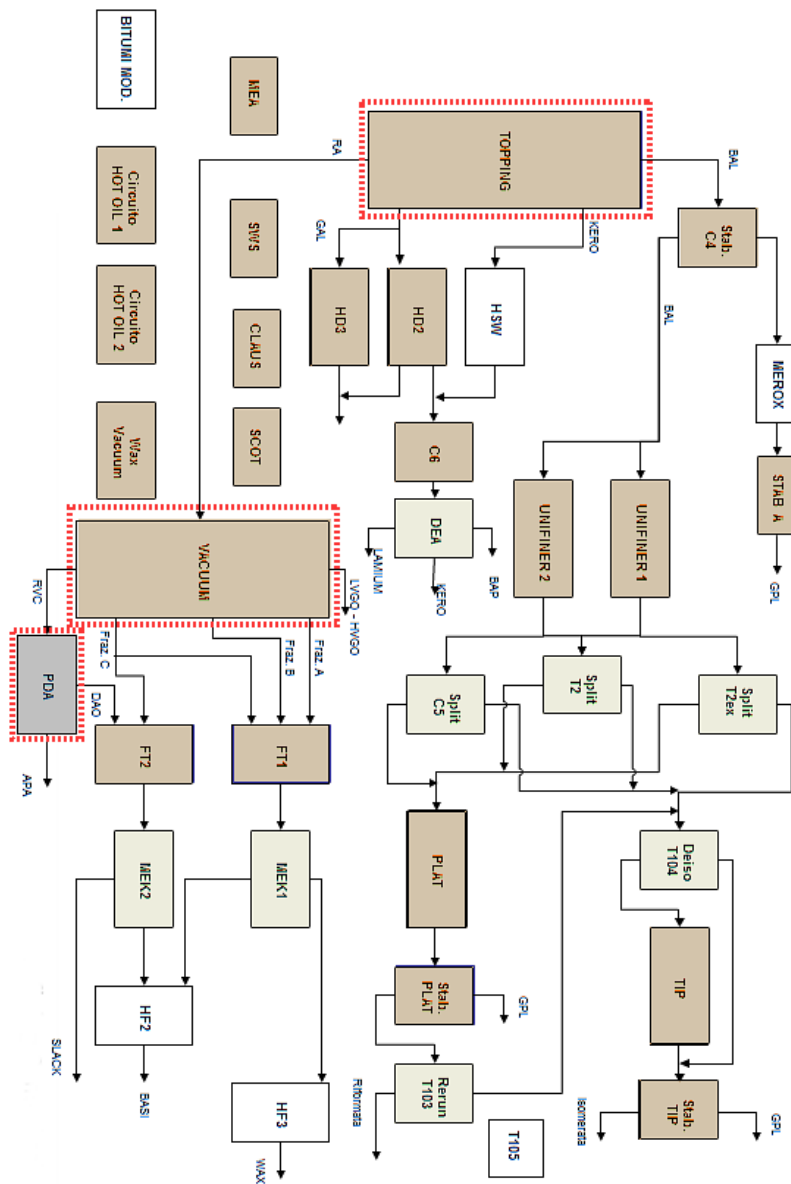 GPL
GPL
MEROX
STAB A
BAL
Stab.
C4
Split
T2ex
Deiso
T104
TIP
Stab.
TIP
BAL
UNIFINER 1
Isomerata
KERO
UNIFINER 2
Split
T2
TOPPING
HSW
BAP
T105
GPL
C6
DEA
KERO
Split
C5
PLAT
Stab.
PLAT
Rerun
T103
HD2
LAMIUM
Riformata
RA
GAL
HD3
LVGO - HVGO
Fraz. A
MEA
SWS
CLAUS
SCOT
Fraz. B
FT1
MEK1
HF3
WAX
VACUUM
BITUMI MOD.
Circuito
HOT OIL 1
Circuito
HOT OIL 2
Wax
Vacuum
Fraz. C
DAO
FT2
MEK2
HF2
BASI
RVC
PDA
APA
SLACK